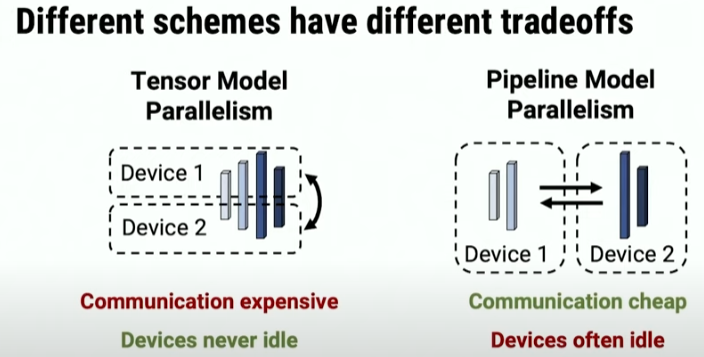 Different schemes have different tradeoffs
Tensor Model
Parallelism
Device 1
Device 2
Communication expensive
Devices never idle
Pipeline Model
Parallelism
Device 1
Device 2
Communication cheap
Devices often idle